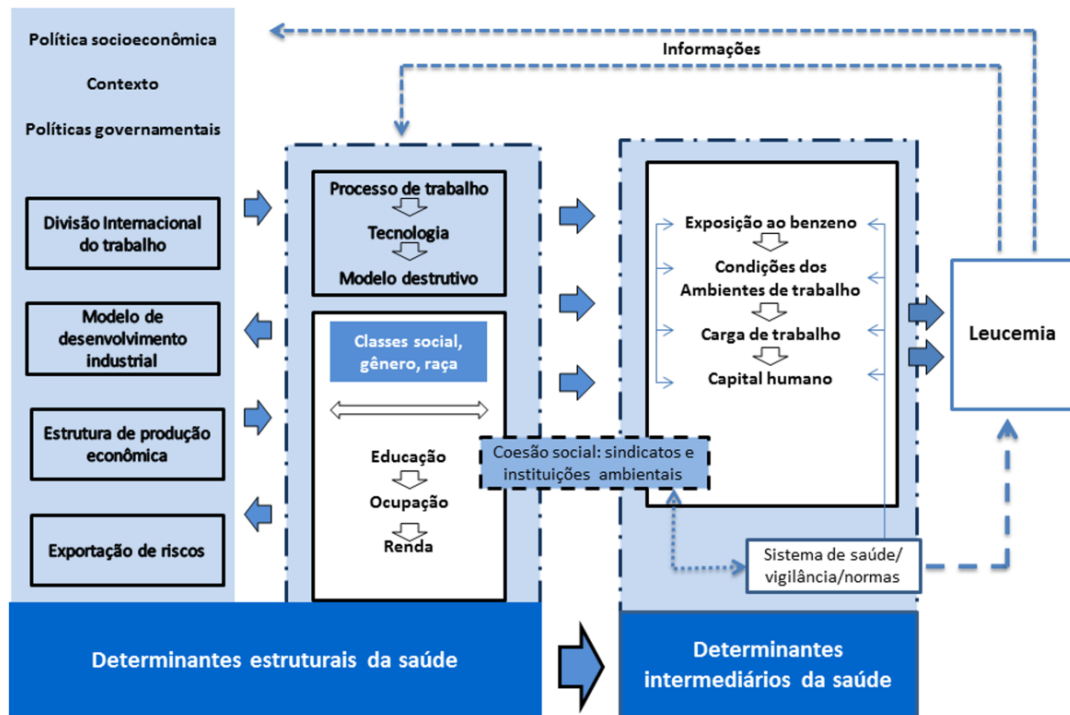 Política socioeconômica
Contexto
Políticas governamentais
Divisão Internacional
do trabalho
Modelo de
desenvolvimento
industrial
Estrutura de produção
econômica
Exportação de riscos
Processo de trabalho
Tecnologia
Modelo destrutivo
Classes social,
gênero, raça
Educação
Ocupação
Renda
Coesão social: sindicatos e
instituições ambientais
Informações
Exposição ao benzeno
Condições dos
Ambientes de trabalho
Carga de trabalho
Capital humano
Sistema de saúde/
vigilância/normas
Leucemia
Determinantes estruturais da saúde
Determinantes
intermediários da saúde